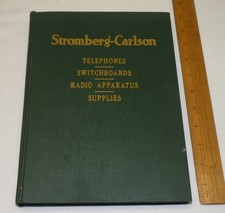 Stromberg-Carlson
TELEPHONES
SWITCHBOARDS
RADIO APPARATUS
SUPPLIES